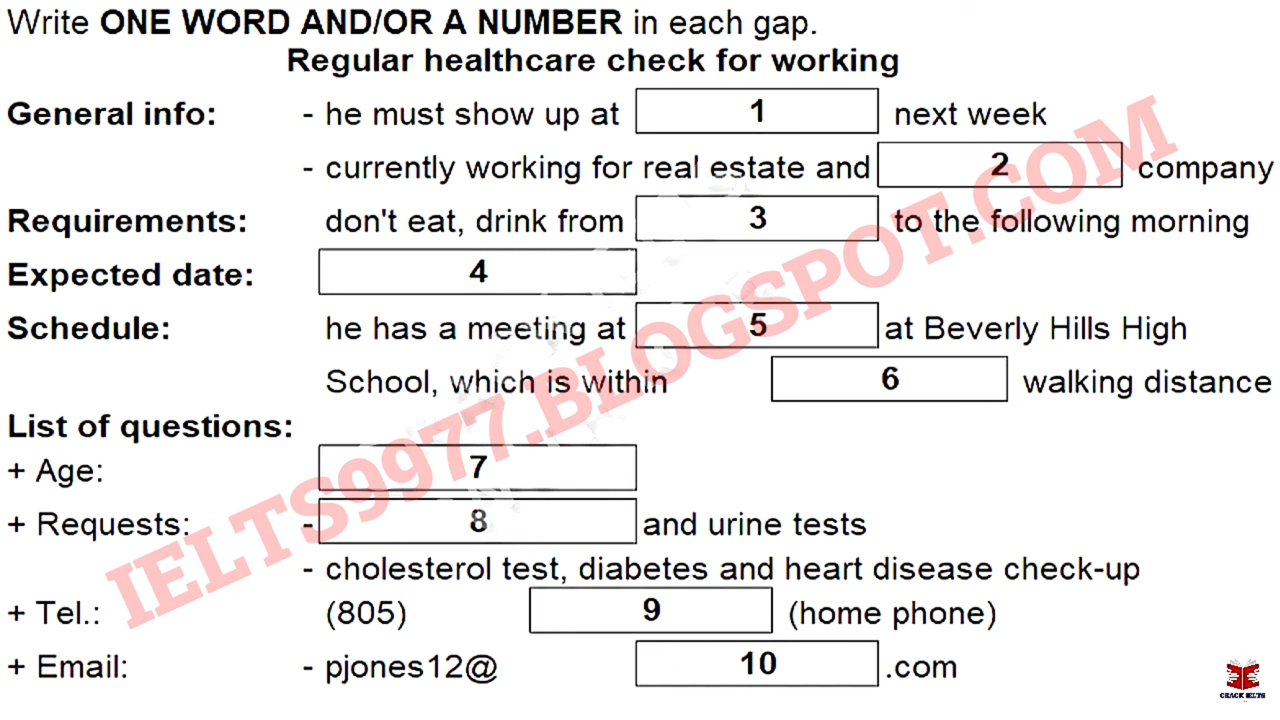 Write ONE WORD AND/OR A NUMBER in each gap.
Regular healthcare check for working
General info: - he must show up at 1 next week
- currently working for real estate and 2 company
Requirements: don't eat, drink from 3 to the following morning
Expected date: 4
Schedule: he has a meeting at 5 at Beverly Hills High
School, which is within 6 walking distance
List of questions:
+ Age: 7
+ Requests: - 8 and urine tests
- cholesterol test, diabetes and heart disease check-up
+ Tel.: (805) 9 (home phone)
+ Email: - pjones12@ 10 .com
IELTS9977.BLOGSPOT.COM
CRACK IELTS